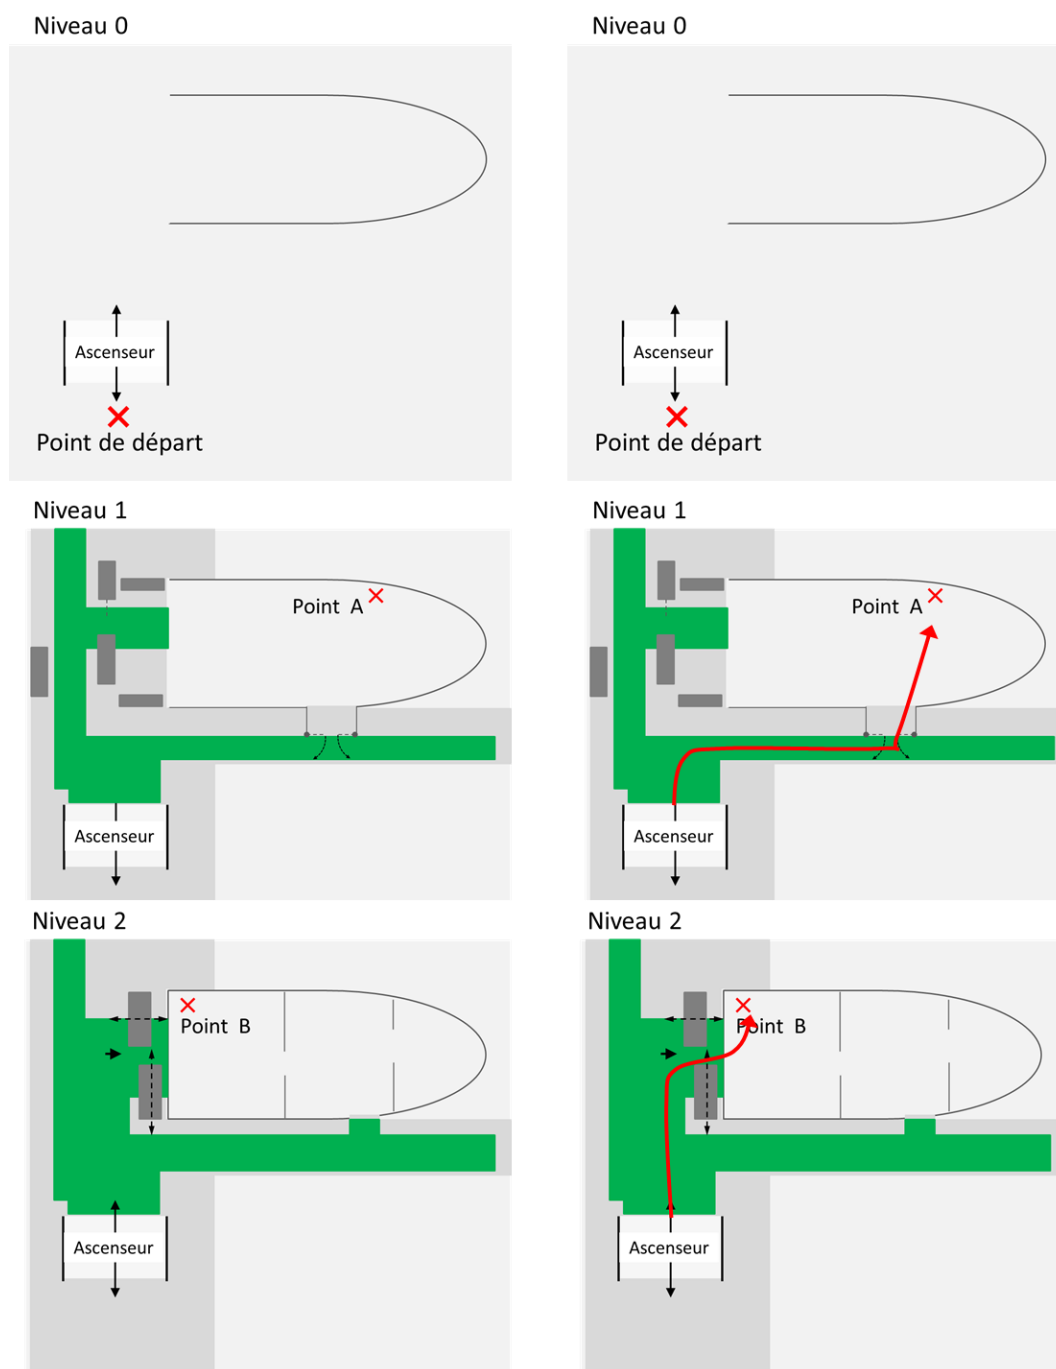 Niveau 0
Ascenseur
Point de départ
Niveau 0
Ascenseur
Point de départ
Niveau 1
Point A
Ascenseur
Niveau 1
Point A
Ascenseur
Niveau 2
Point B
Ascenseur
Niveau 2
Point B
Ascenseur